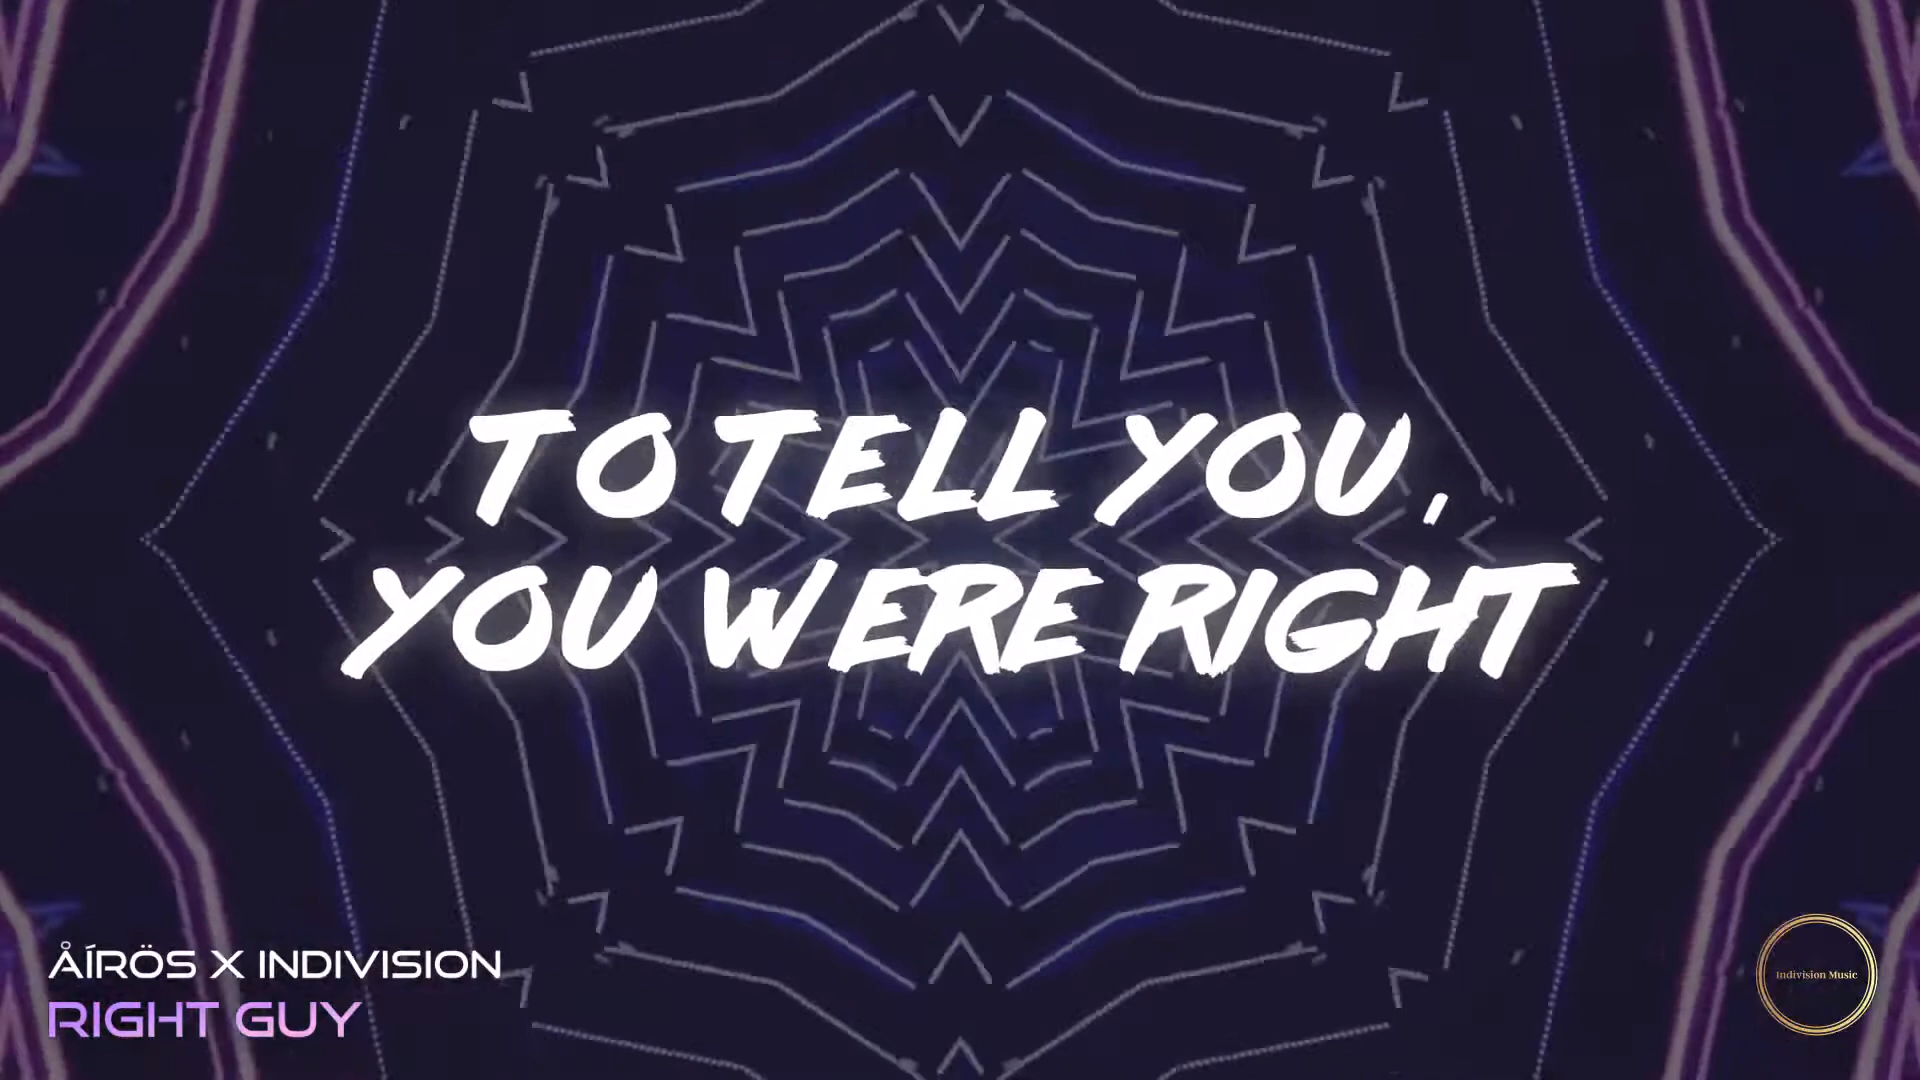 TO TELL YOU,
YOU WERE RIGHT
ÅÍRÖS X INDIVISION
RIGHT GUY
Indivision Music